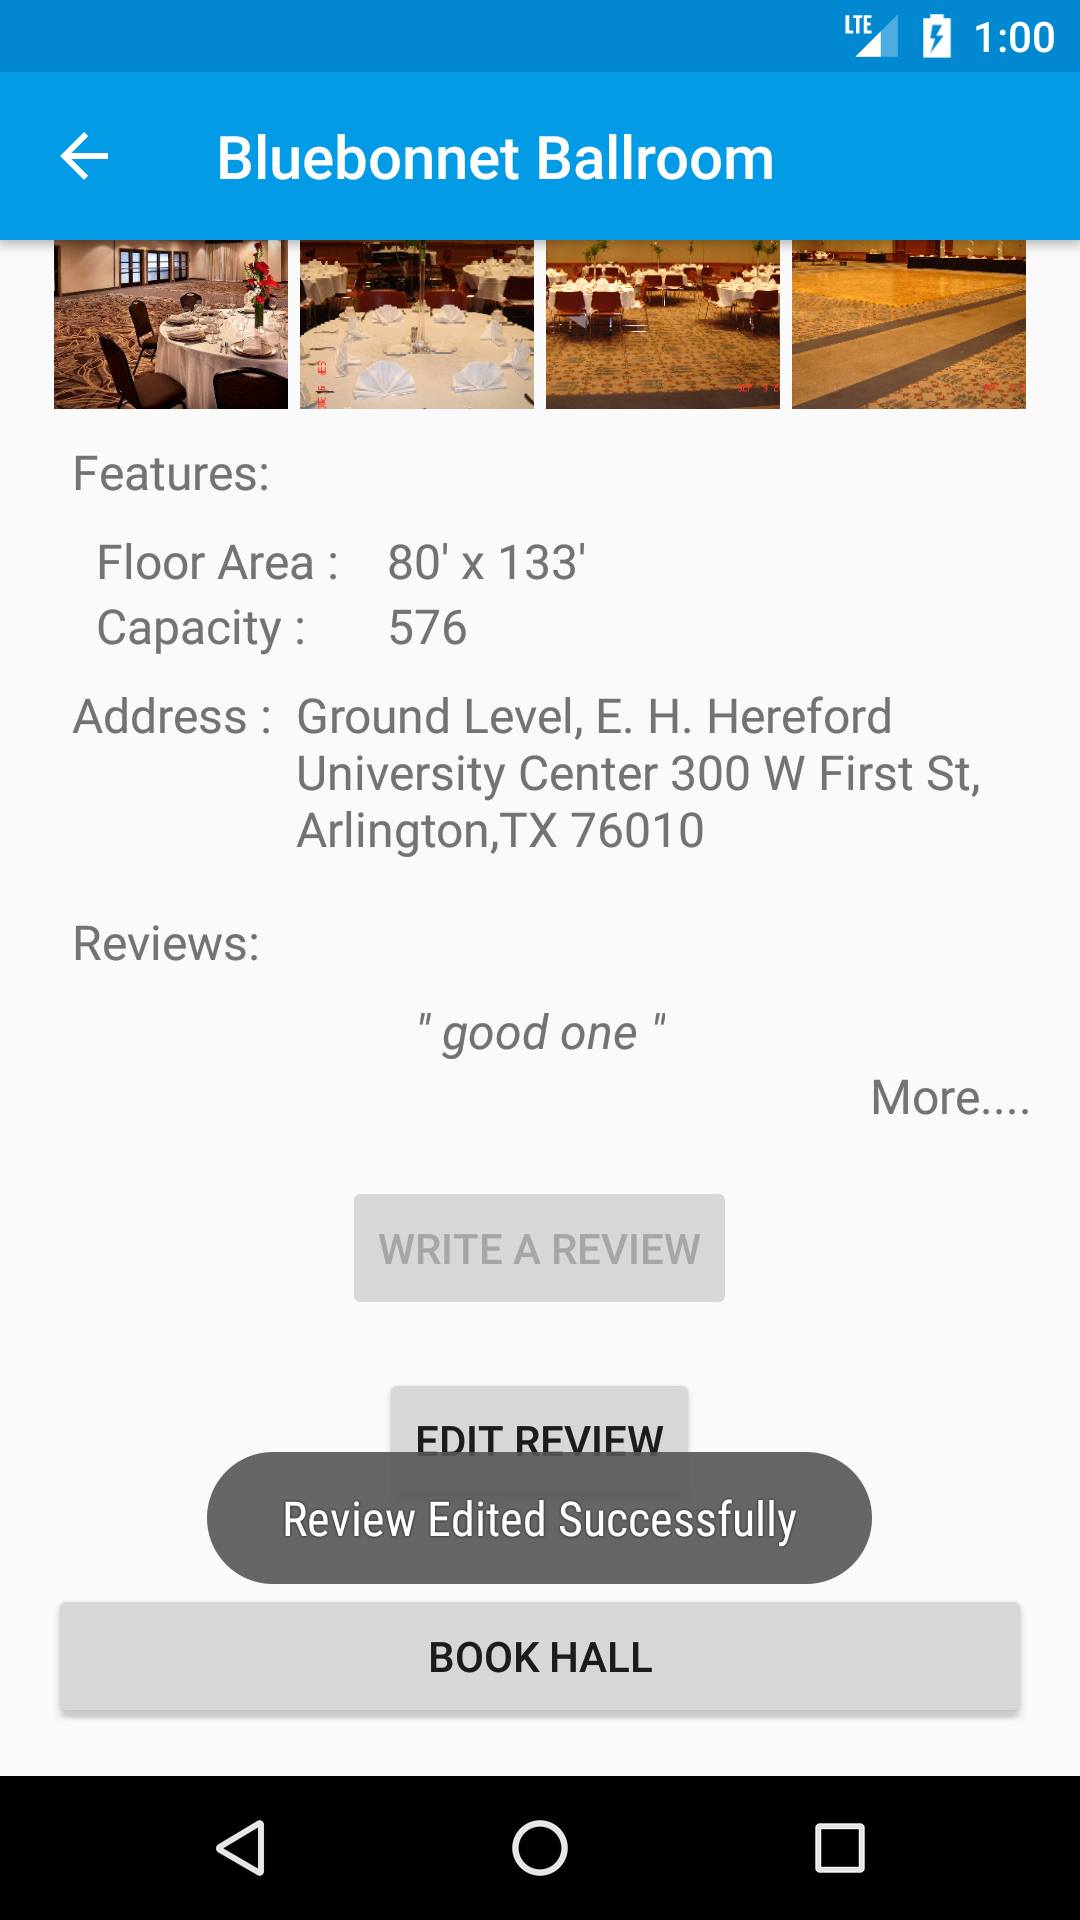 LTE 1:00
Bluebonnet Ballroom
Features:
Floor Area : 80' x 133'
Capacity : 576
Address : Ground Level, E. H. Hereford
University Center 300 W First St,
Arlington,TX 76010
Reviews:
" good one "
More....
WRITE A REVIEW
EDIT REVIEW
Review Edited Successfully
BOOK HALL